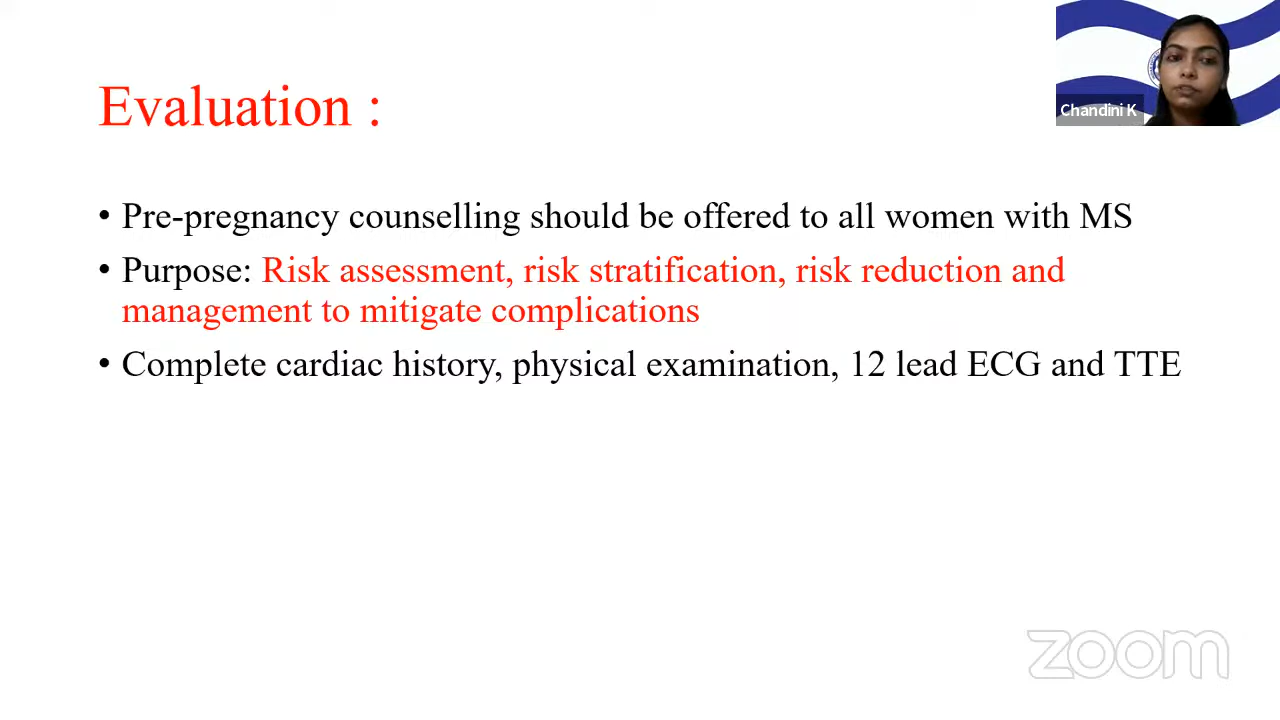 Evaluation :
Chandini K
• Pre-pregnancy counselling should be offered to all women with MS
• Purpose: Risk assessment, risk stratification, risk reduction and
management to mitigate complications
• Complete cardiac history, physical examination, 12 lead ECG and TTE
zoom